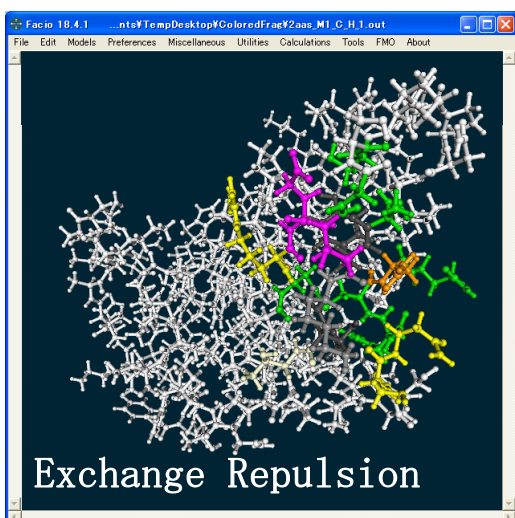 Facio 18.4.1 ...nts¥TempDesktop¥ColoredFrag¥2aas_M1_C_H_1.out
File Edit Models Preferences Miscellaneous Utilities Calculations Tools FMO About
Exchange Repulsion